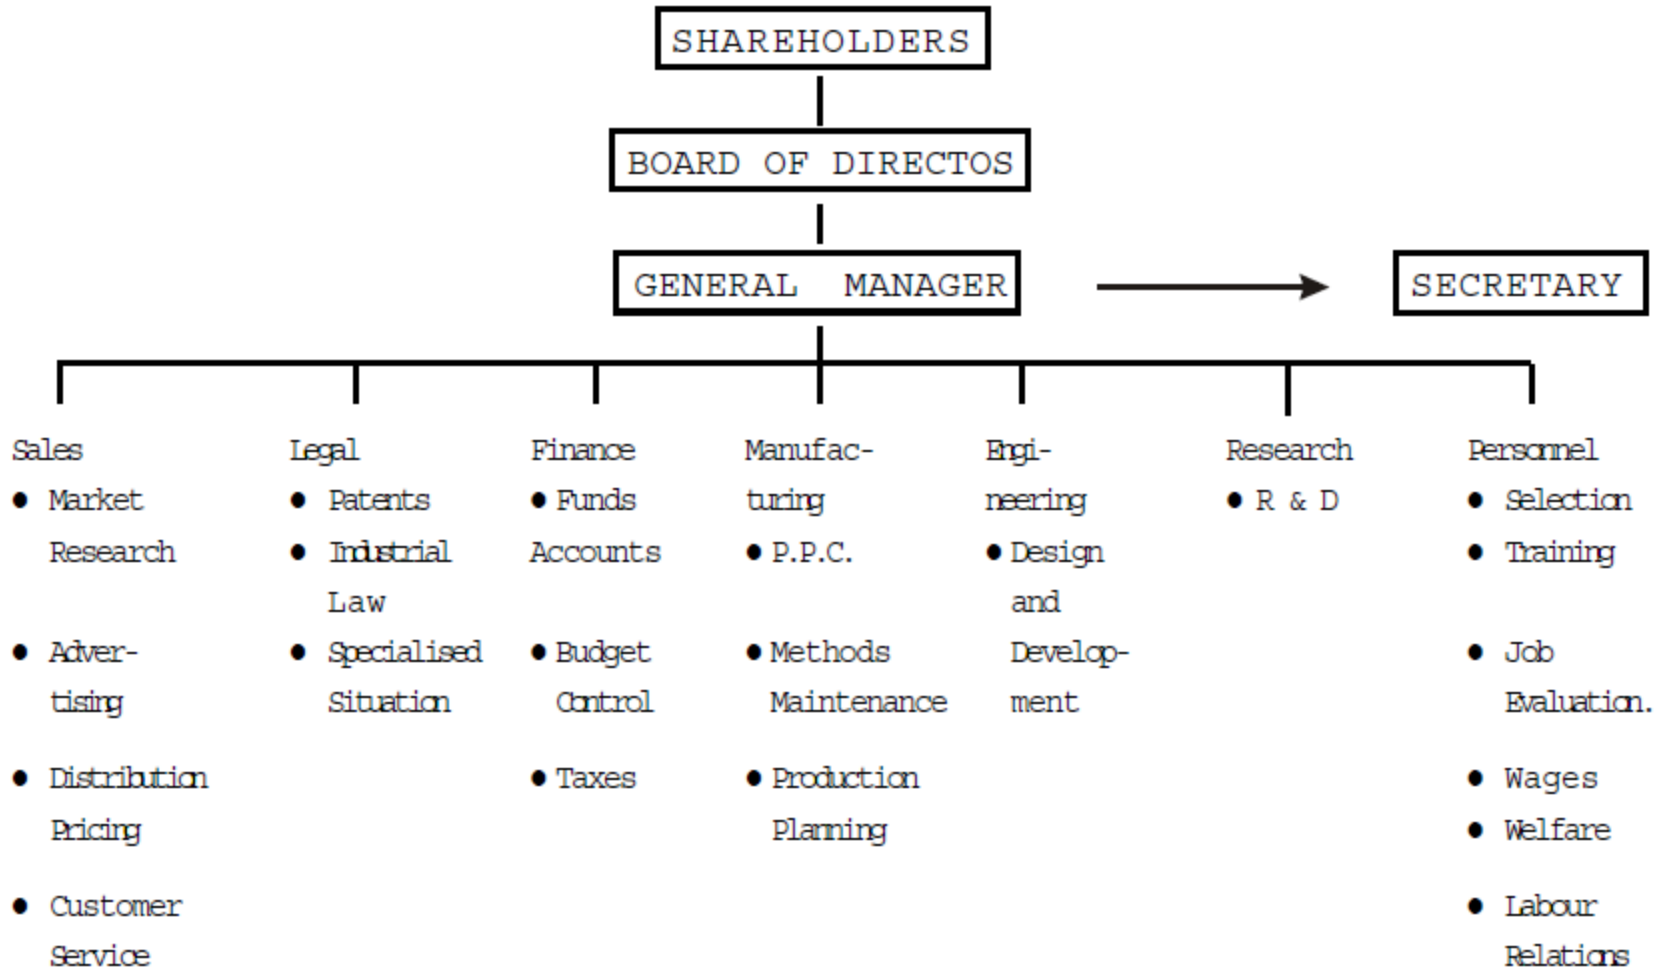 SHAREHOLDERS
BOARD OF DIRECTOS
GENERAL MANAGER
SECRETARY
Sales
● Market
Research
● Adver-
tising
● Distribution
Pricing
● Customer
Service
Legal
● Patents
● Industrial
Law
● Specialised
Situation
Finance
● Funds
Accounts
● Budget
Control
● Taxes
Manufac-
turing
● P.P.C.
● Methods
Maintenance
● Production
Planning
Engi-
neering
● Design
and
Develop-
ment
Research
● R & D
Personnel
● Selection
● Training
● Job
Evaluation.
● Wages
● Welfare
● Labour
Relations